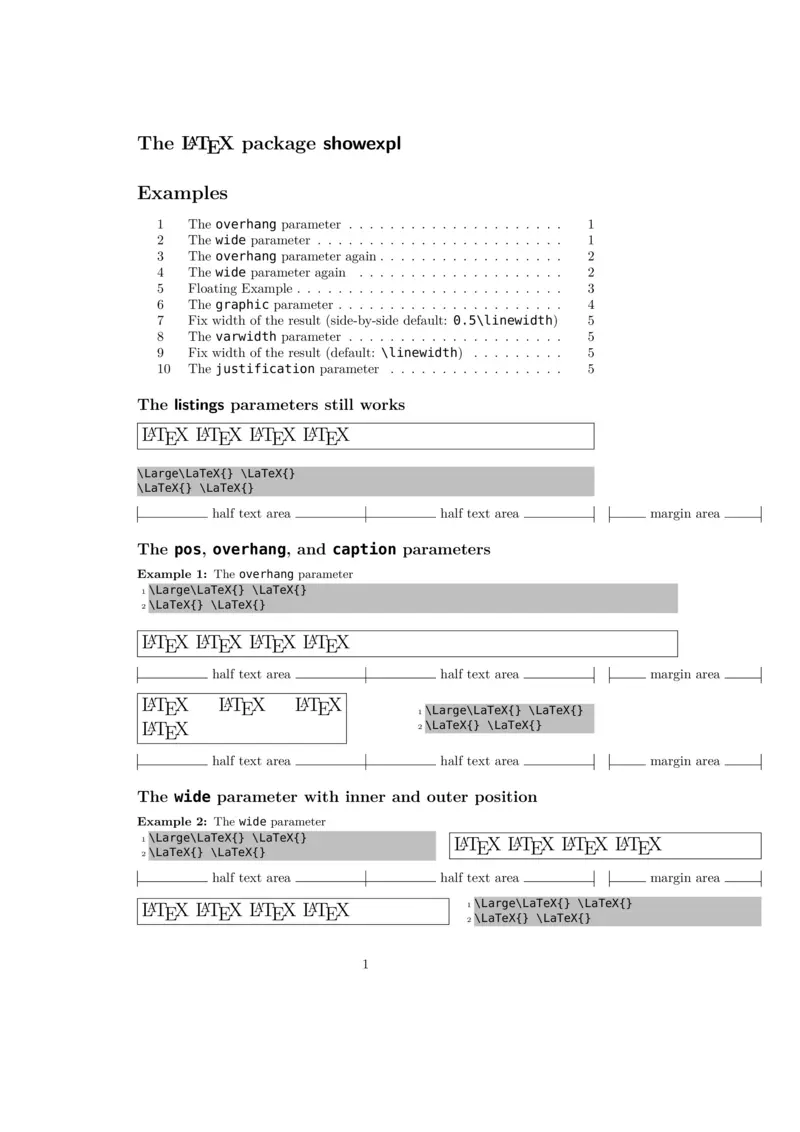 The LATEX package showexpl
Examples
1 The overhang parameter . . . . . . . . . . . . . . . . . . . . . 1
2 The wide parameter . . . . . . . . . . . . . . . . . . . . . . . . 1
3 The overhang parameter again . . . . . . . . . . . . . . . . . . 2
4 The wide parameter again . . . . . . . . . . . . . . . . . . . . 2
5 Floating Example . . . . . . . . . . . . . . . . . . . . . . . . . . 3
6 The graphic parameter . . . . . . . . . . . . . . . . . . . . . . 4
7 Fix width of the result (side-by-side default: 0.5\linewidth) 5
8 The varwidth parameter . . . . . . . . . . . . . . . . . . . . . 5
9 Fix width of the result (default: \linewidth) . . . . . . . . . 5
10 The justification parameter . . . . . . . . . . . . . . . . . 5
The listings parameters still works
LATEX LATEX LATEX LATEX
\Large\LaTeX{} \LaTeX{}
\LaTeX{} \LaTeX{}
half text area half text area margin area
The pos, overhang, and caption parameters
Example 1: The overhang parameter
1 \Large\LaTeX{} \LaTeX{}
2 \LaTeX{} \LaTeX{}
LATEX LATEX LATEX LATEX
half text area half text area margin area
LATEX LATEX LATEX
LATEX
1 \Large\LaTeX{} \LaTeX{}
2 \LaTeX{} \LaTeX{}
half text area half text area margin area
The wide parameter with inner and outer position
Example 2: The wide parameter
1 \Large\LaTeX{} \LaTeX{}
2 \LaTeX{} \LaTeX{}
LATEX LATEX LATEX LATEX
half text area half text area margin area
LATEX LATEX LATEX LATEX
1 \Large\LaTeX{} \LaTeX{}
2 \LaTeX{} \LaTeX{}
1